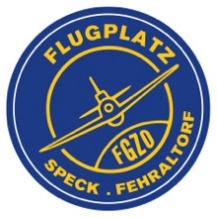 FLUGPLATZ
FGZO
SPECK . FEHRALTORF